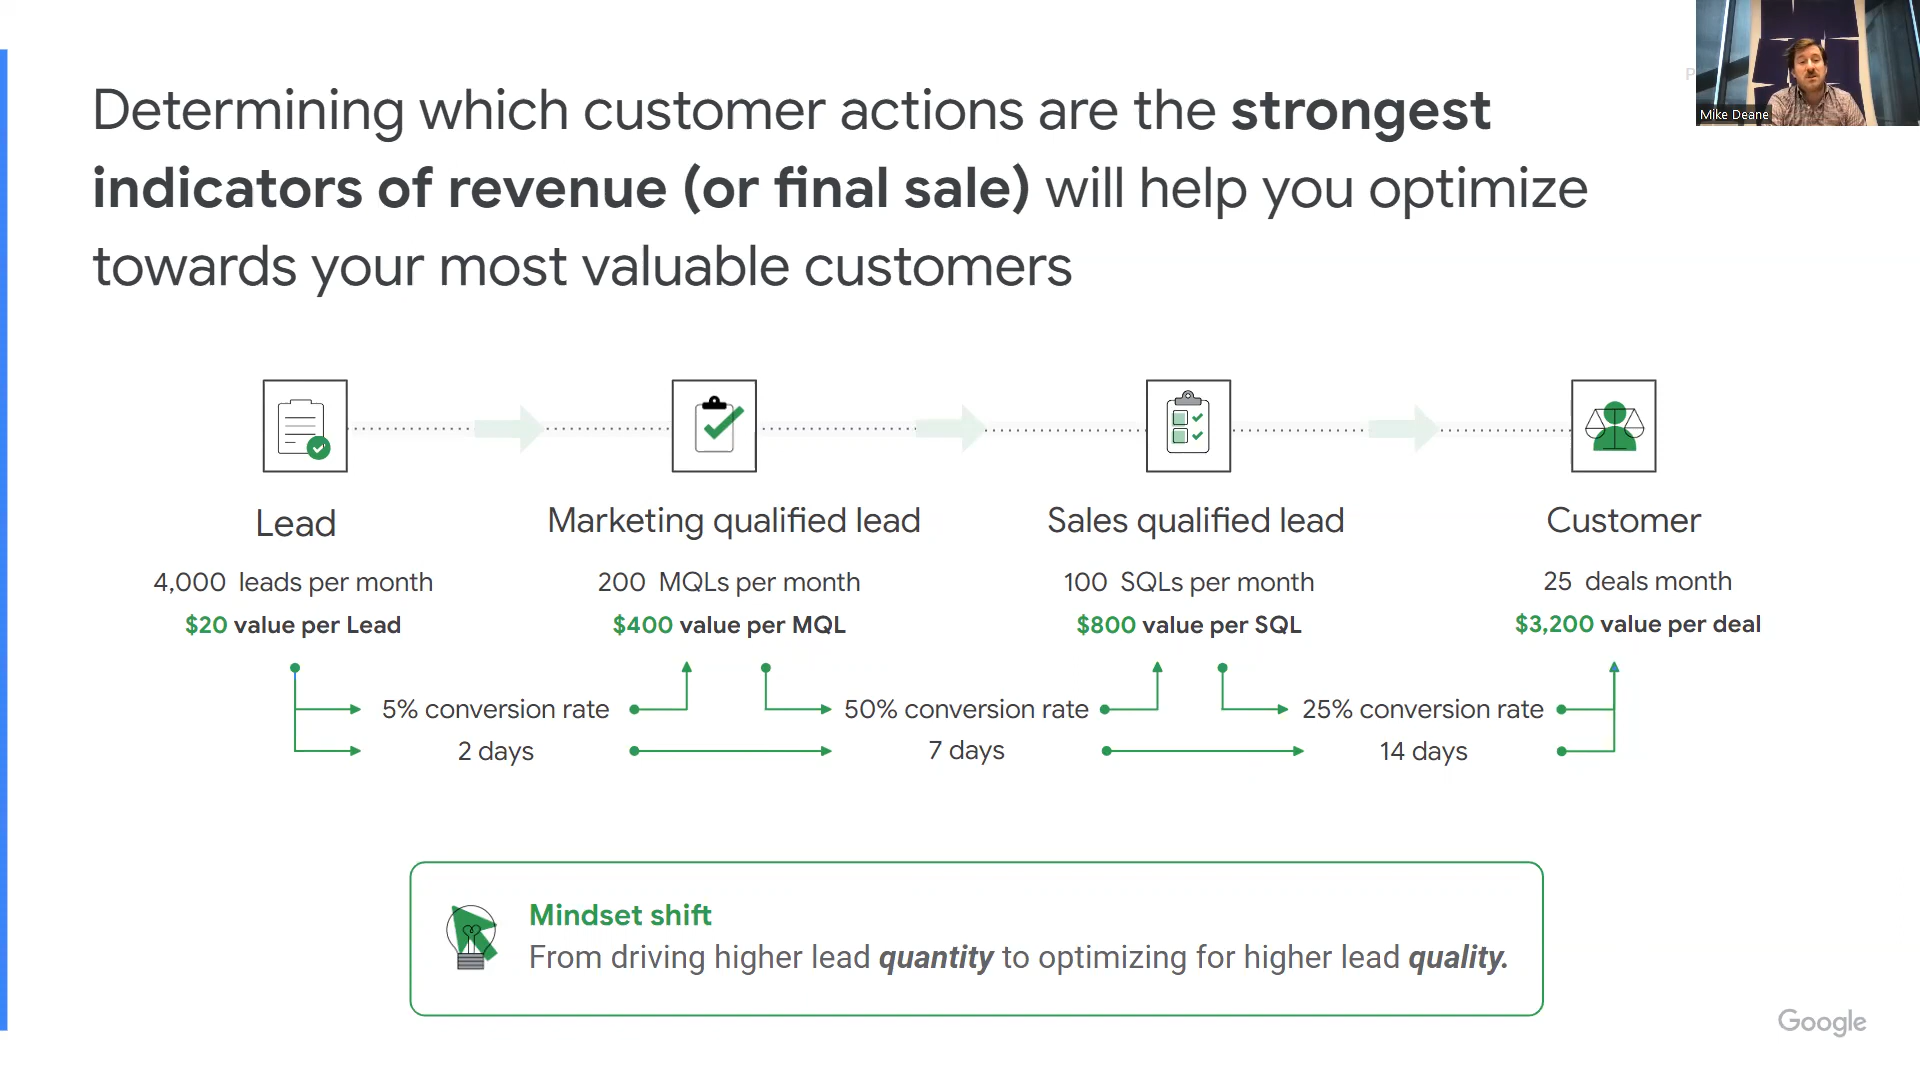 Determining which customer actions are the strongest
indicators of revenue (or final sale) will help you optimize
towards your most valuable customers
Mike Deane
Lead
4,000 leads per month
$20 value per Lead
Marketing qualified lead
200 MQLs per month
$400 value per MQL
Sales qualified lead
100 SQLs per month
$800 value per SQL
Customer
25 deals month
$3,200 value per deal
5% conversion rate
2 days
50% conversion rate
7 days
25% conversion rate
14 days
Mindset shift
From driving higher lead quantity to optimizing for higher lead quality.
Google